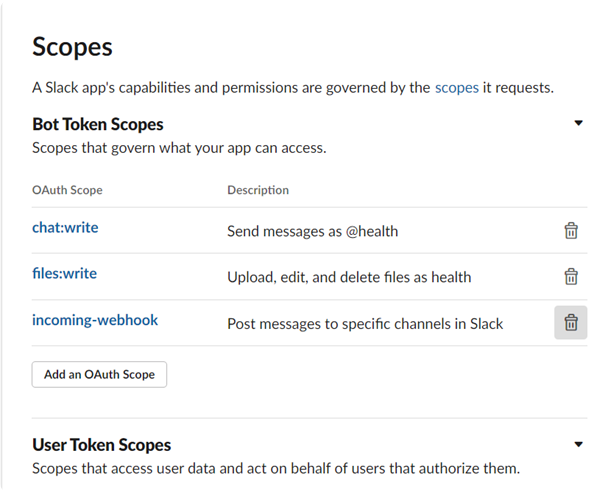 Scopes
A Slack app's capabilities and permissions are governed by the scopes it requests.
Bot Token Scopes
Scopes that govern what your app can access.
OAuth Scope Description
chat:write Send messages as @health
files:write Upload, edit, and delete files as health
incoming-webhook Post messages to specific channels in Slack
Add an OAuth Scope
User Token Scopes
Scopes that access user data and act on behalf of users that authorize them.